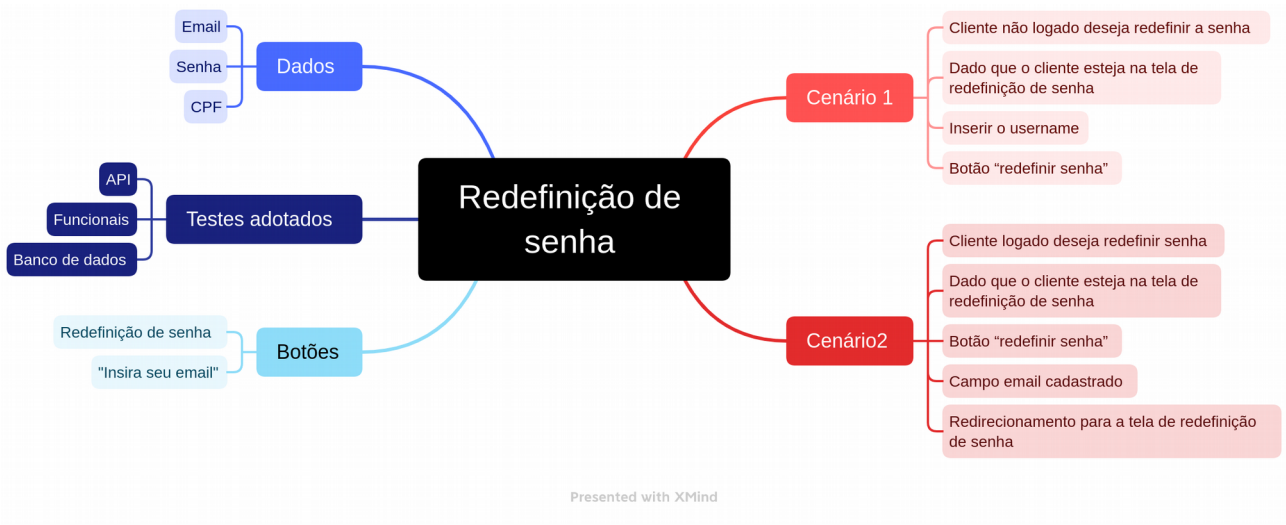 Redefinição de
senha
Dados
Email
Senha
CPF
Testes adotados
API
Funcionais
Banco de dados
Botões
Redefinição de senha
"Insira seu email"
Cenário 1
Cliente não logado deseja redefinir a senha
Dado que o cliente esteja na tela de
redefinição de senha
Inserir o username
Botão “redefinir senha”
Cenário2
Cliente logado deseja redefinir senha
Dado que o cliente esteja na tela de
redefinição de senha
Botão “redefinir senha”
Campo email cadastrado
Redirecionamento para a tela de redefinição
de senha
Presented with XMind